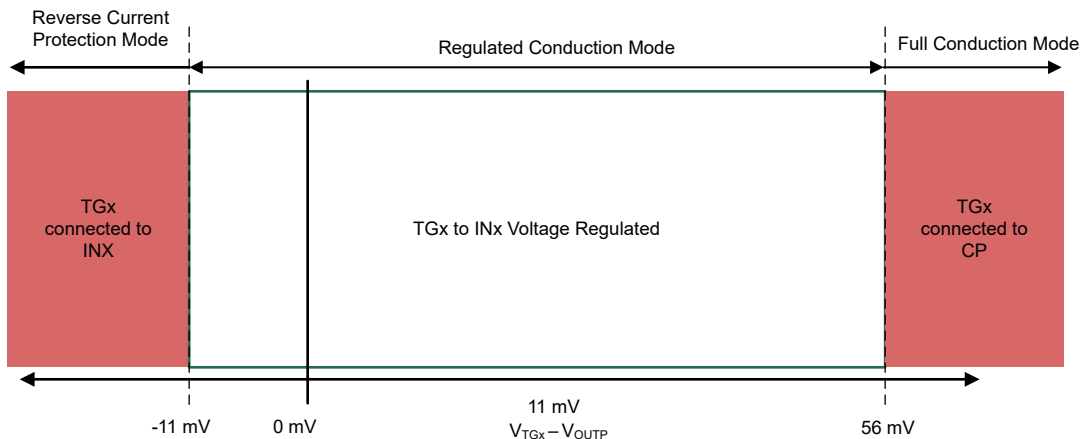 Reverse Current
Protection Mode
Regulated Conduction Mode
Full Conduction Mode
TGx
connected to
INX
TGx to INx Voltage Regulated
TGx
connected to
CP
-11 mV
0 mV
11 mV
V_TGx – V_OUTP
56 mV